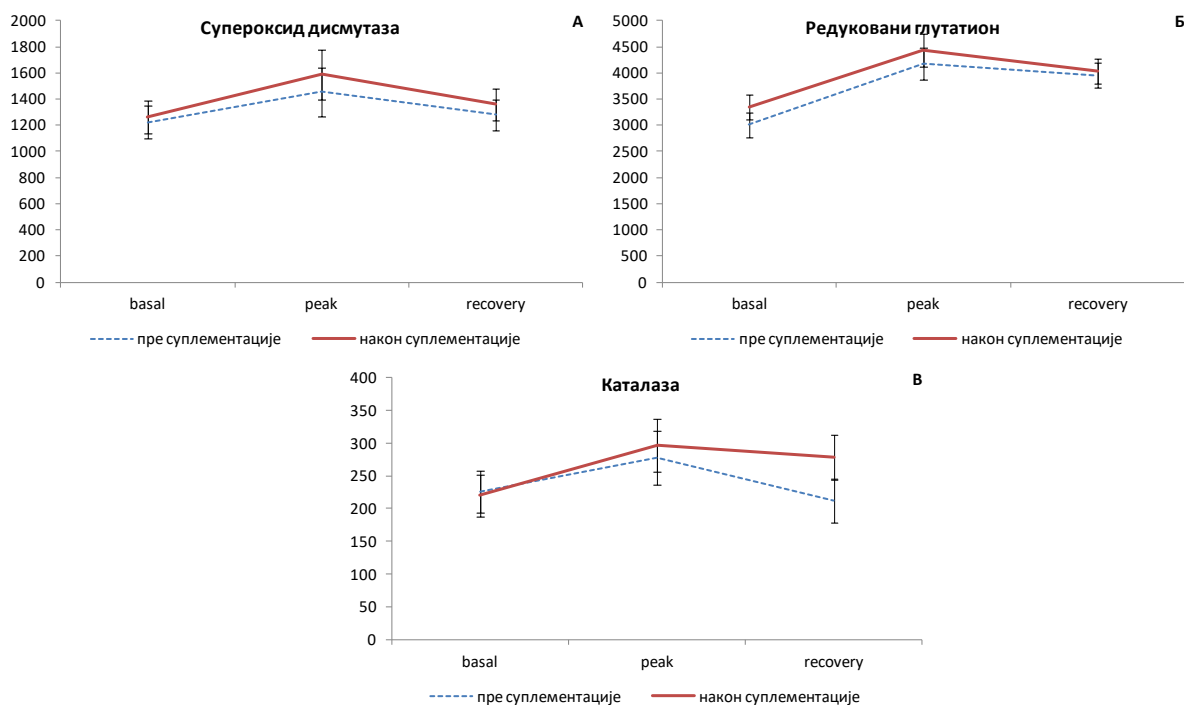 Супероксид дисмутаза
А
2000
1800
1600
1400
1200
1000
800
600
400
200
0
basal peak recovery
пре суплементације након суплементације
Редуковани глутатион
Б
5000
4500
4000
3500
3000
2500
2000
1500
1000
500
0
basal peak recovery
пре суплементације након суплементације
Каталаза
В
400
350
300
250
200
150
100
50
0
basal peak recovery
пре суплементације након суплементације